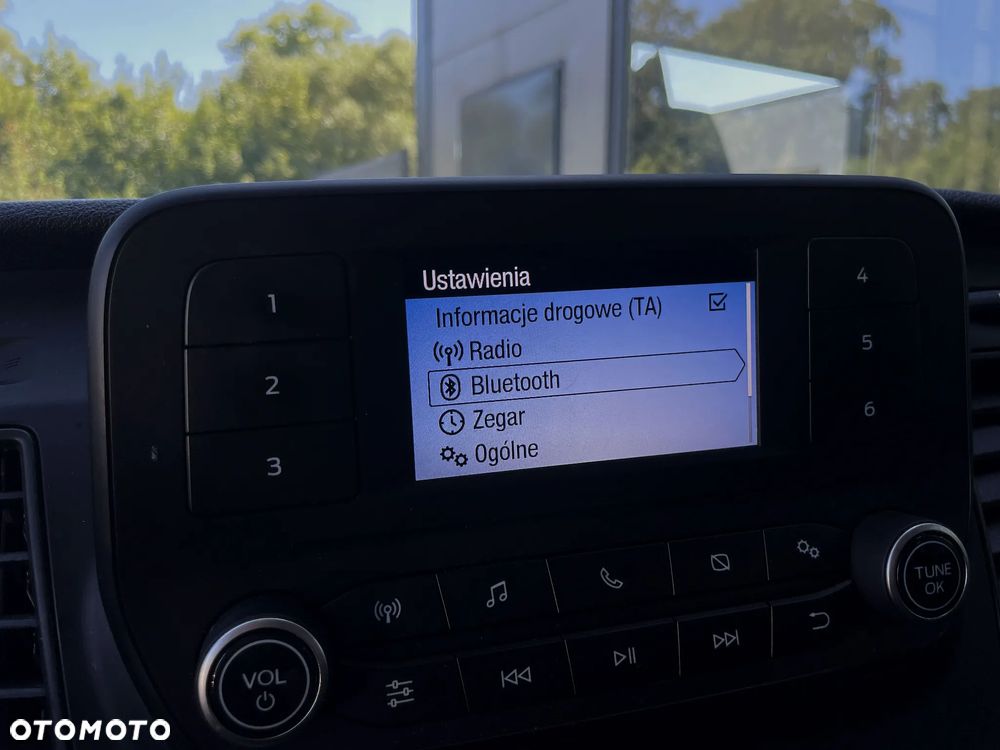 Ustawienia
Informacje drogowe (TA)
Radio
Bluetooth
Zegar
Ogólne
1
2
3
4
5
6
VOL
TUNE
OK
OTOMOTO